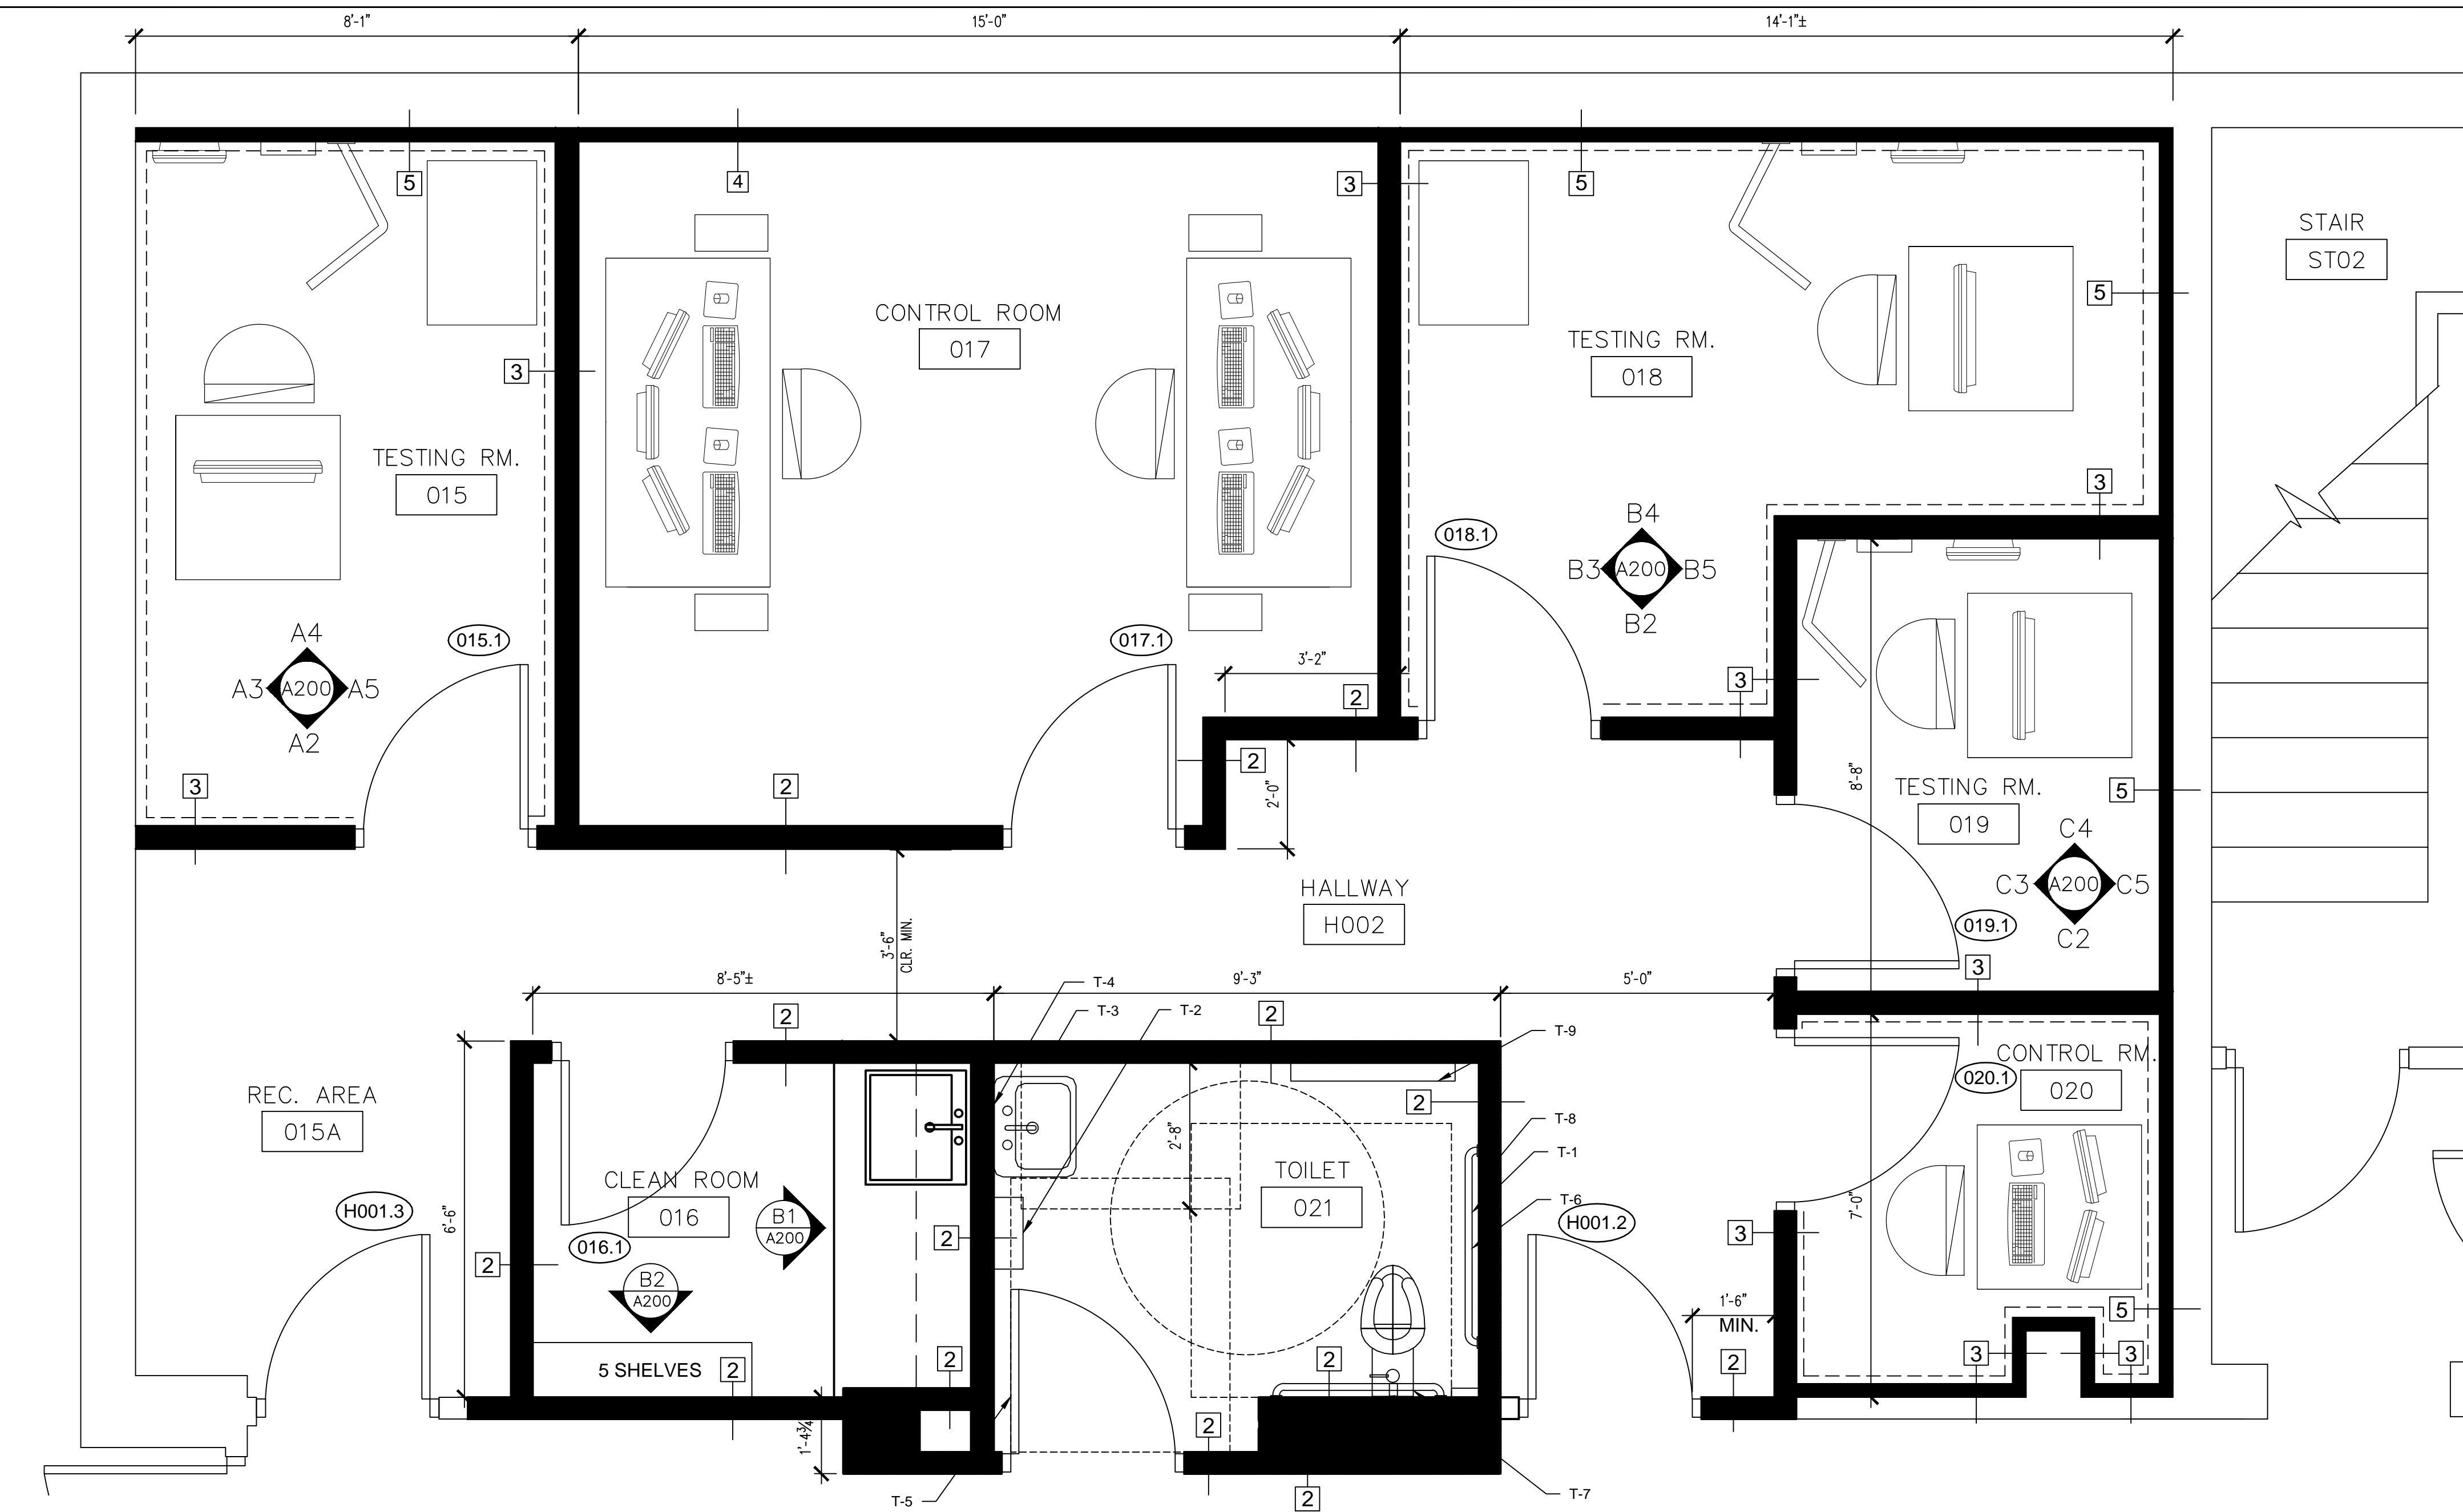 8'-1"
15'-0"
14'-1"±
5
4
3
5
STAIR
ST02
5
CONTROL ROOM
017
TESTING RM.
018
3
TESTING RM.
015
3
B4
018.1
B3 A200 B5
B2
A4
015.1
017.1
A3 A200 A5
A2
3'-2"
2
3
2
3
2
2'-0"
8'-8"
TESTING RM.
019
5
C4
C3 A200 C5
C2
HALLWAY
H002
019.1
3'-6"
CLR. MIN.
3
8'-5"±
9'-3"
5'-0"
T-4
T-3
T-2
2
2
T-9
CONTROL RM.
020.1
020
REC. AREA
015A
2
T-8
2'-8"
T-1
CLEAN ROOM
016
TOILET
021
T-6
H001.3
6'-6"
B1
A200
H001.2
7'-0"
016.1
2
2
3
B2
A200
1'-6"
MIN.
5
5 SHELVES
2
2
2
2
3
3
1'-4¾"
2
T-5
2
T-7